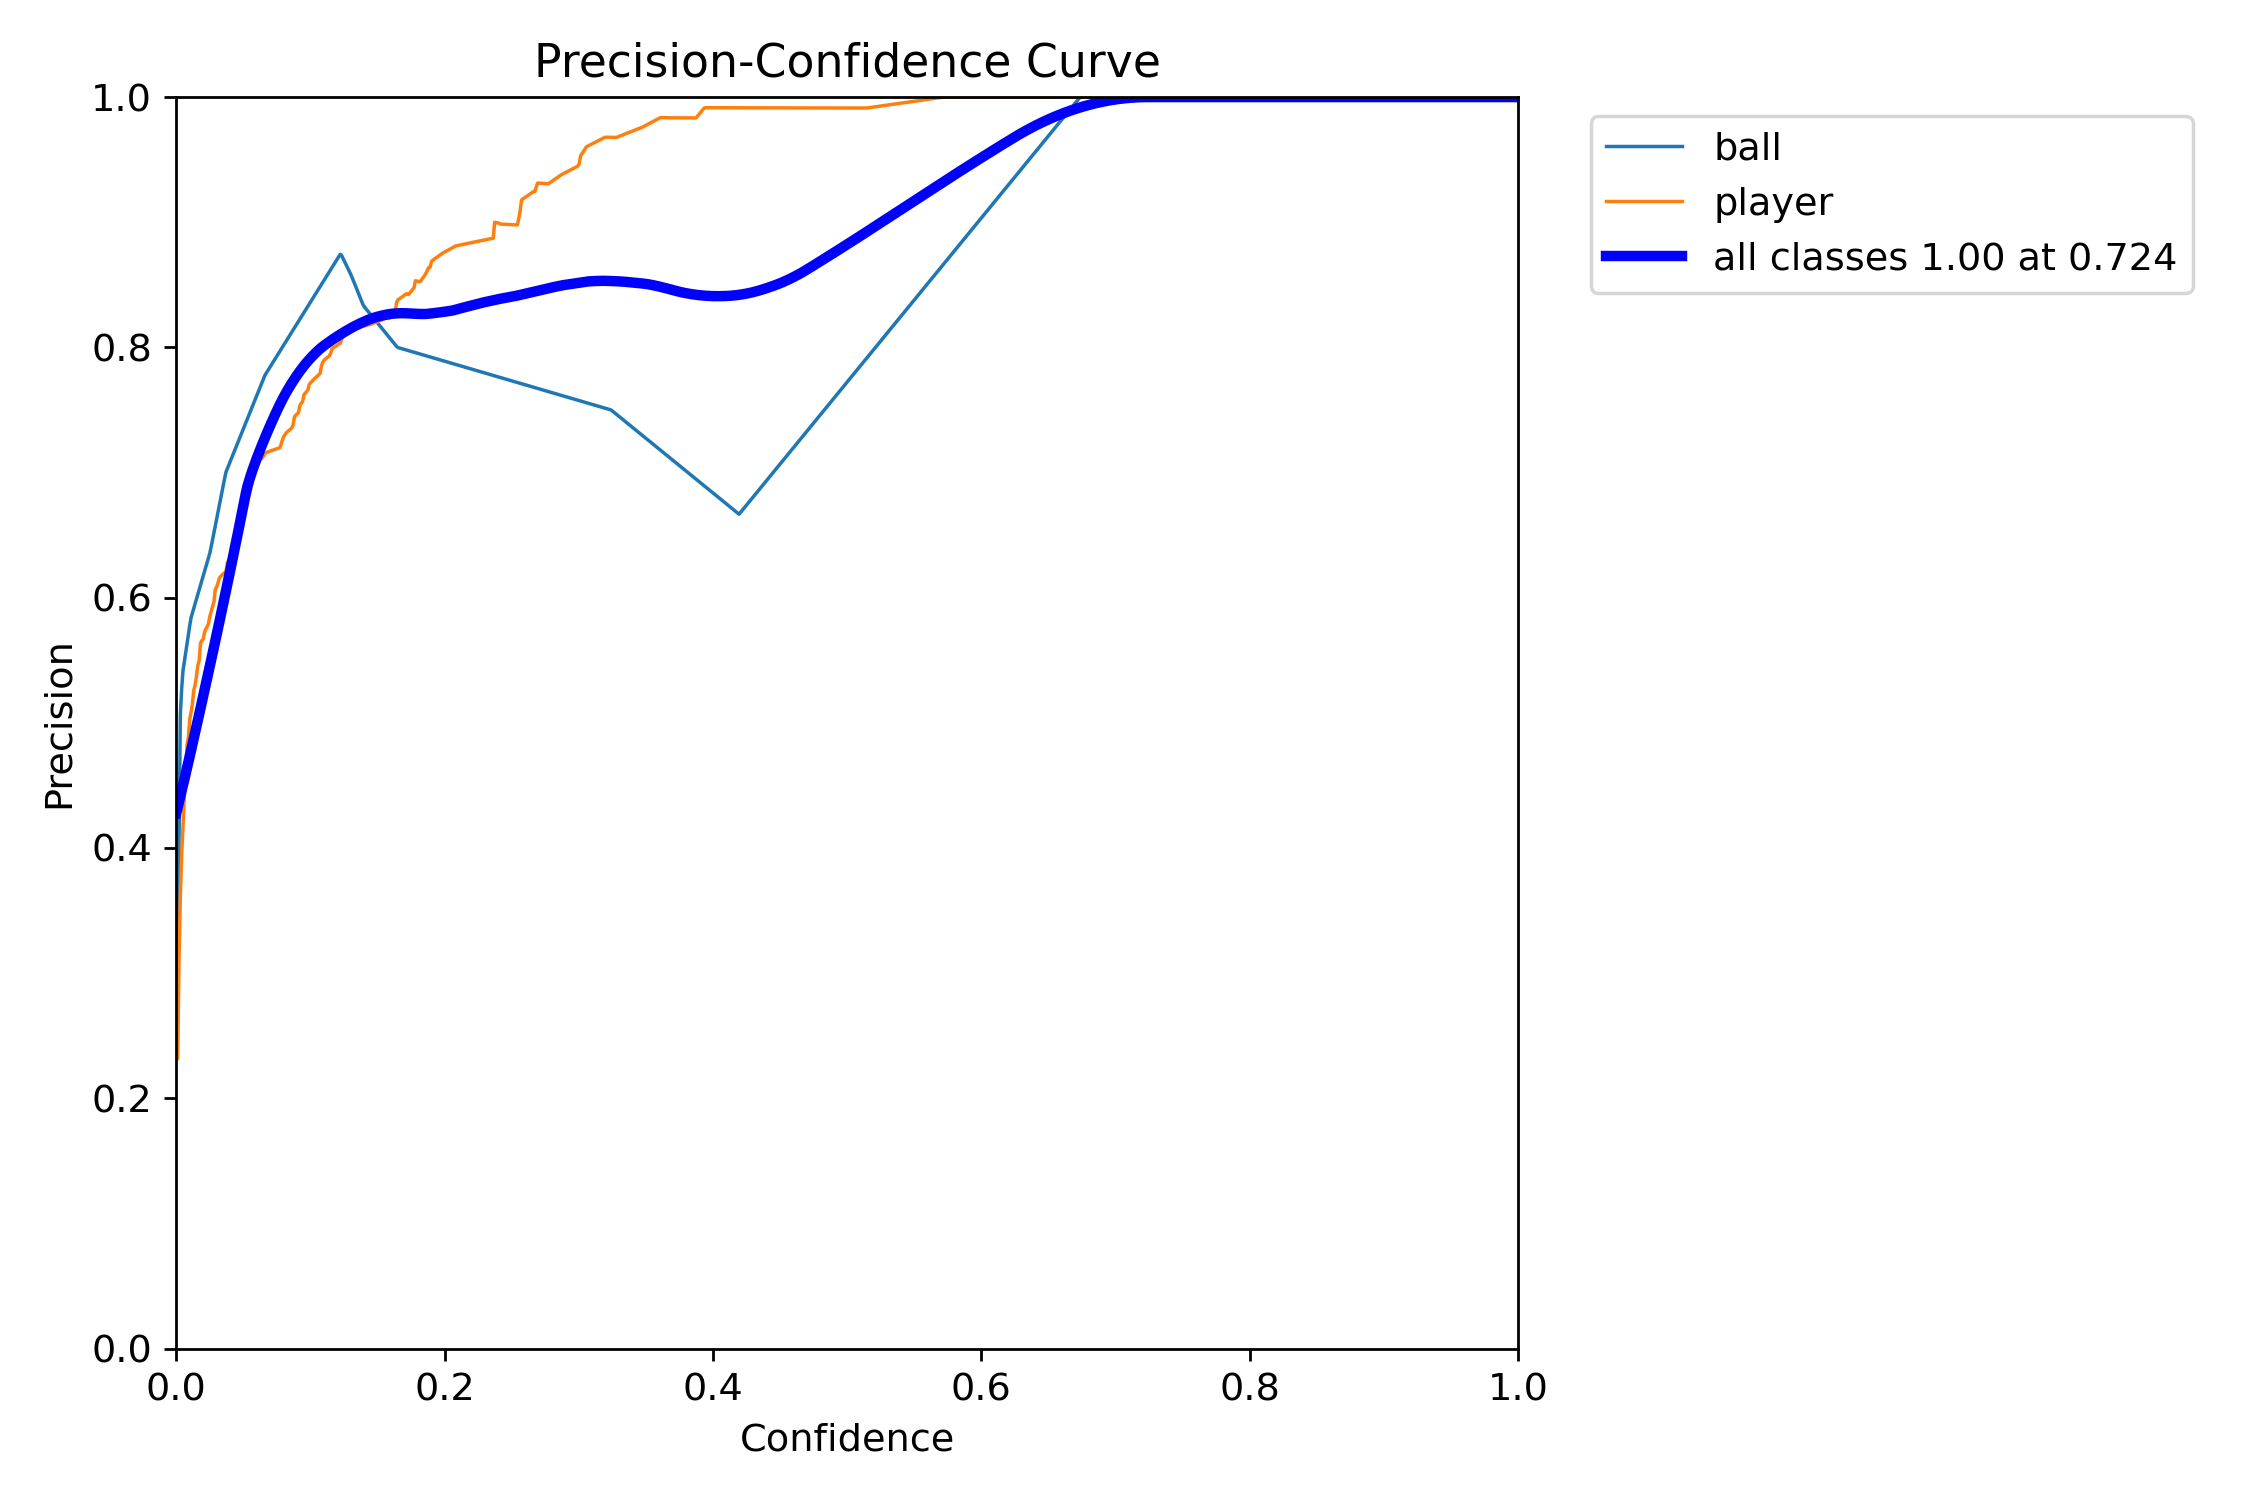 Precision-Confidence Curve
1.0
0.8
0.6
0.4
0.2
0.0
Precision
0.0 0.2 0.4 0.6 0.8 1.0
Confidence
ball
player
all classes 1.00 at 0.724